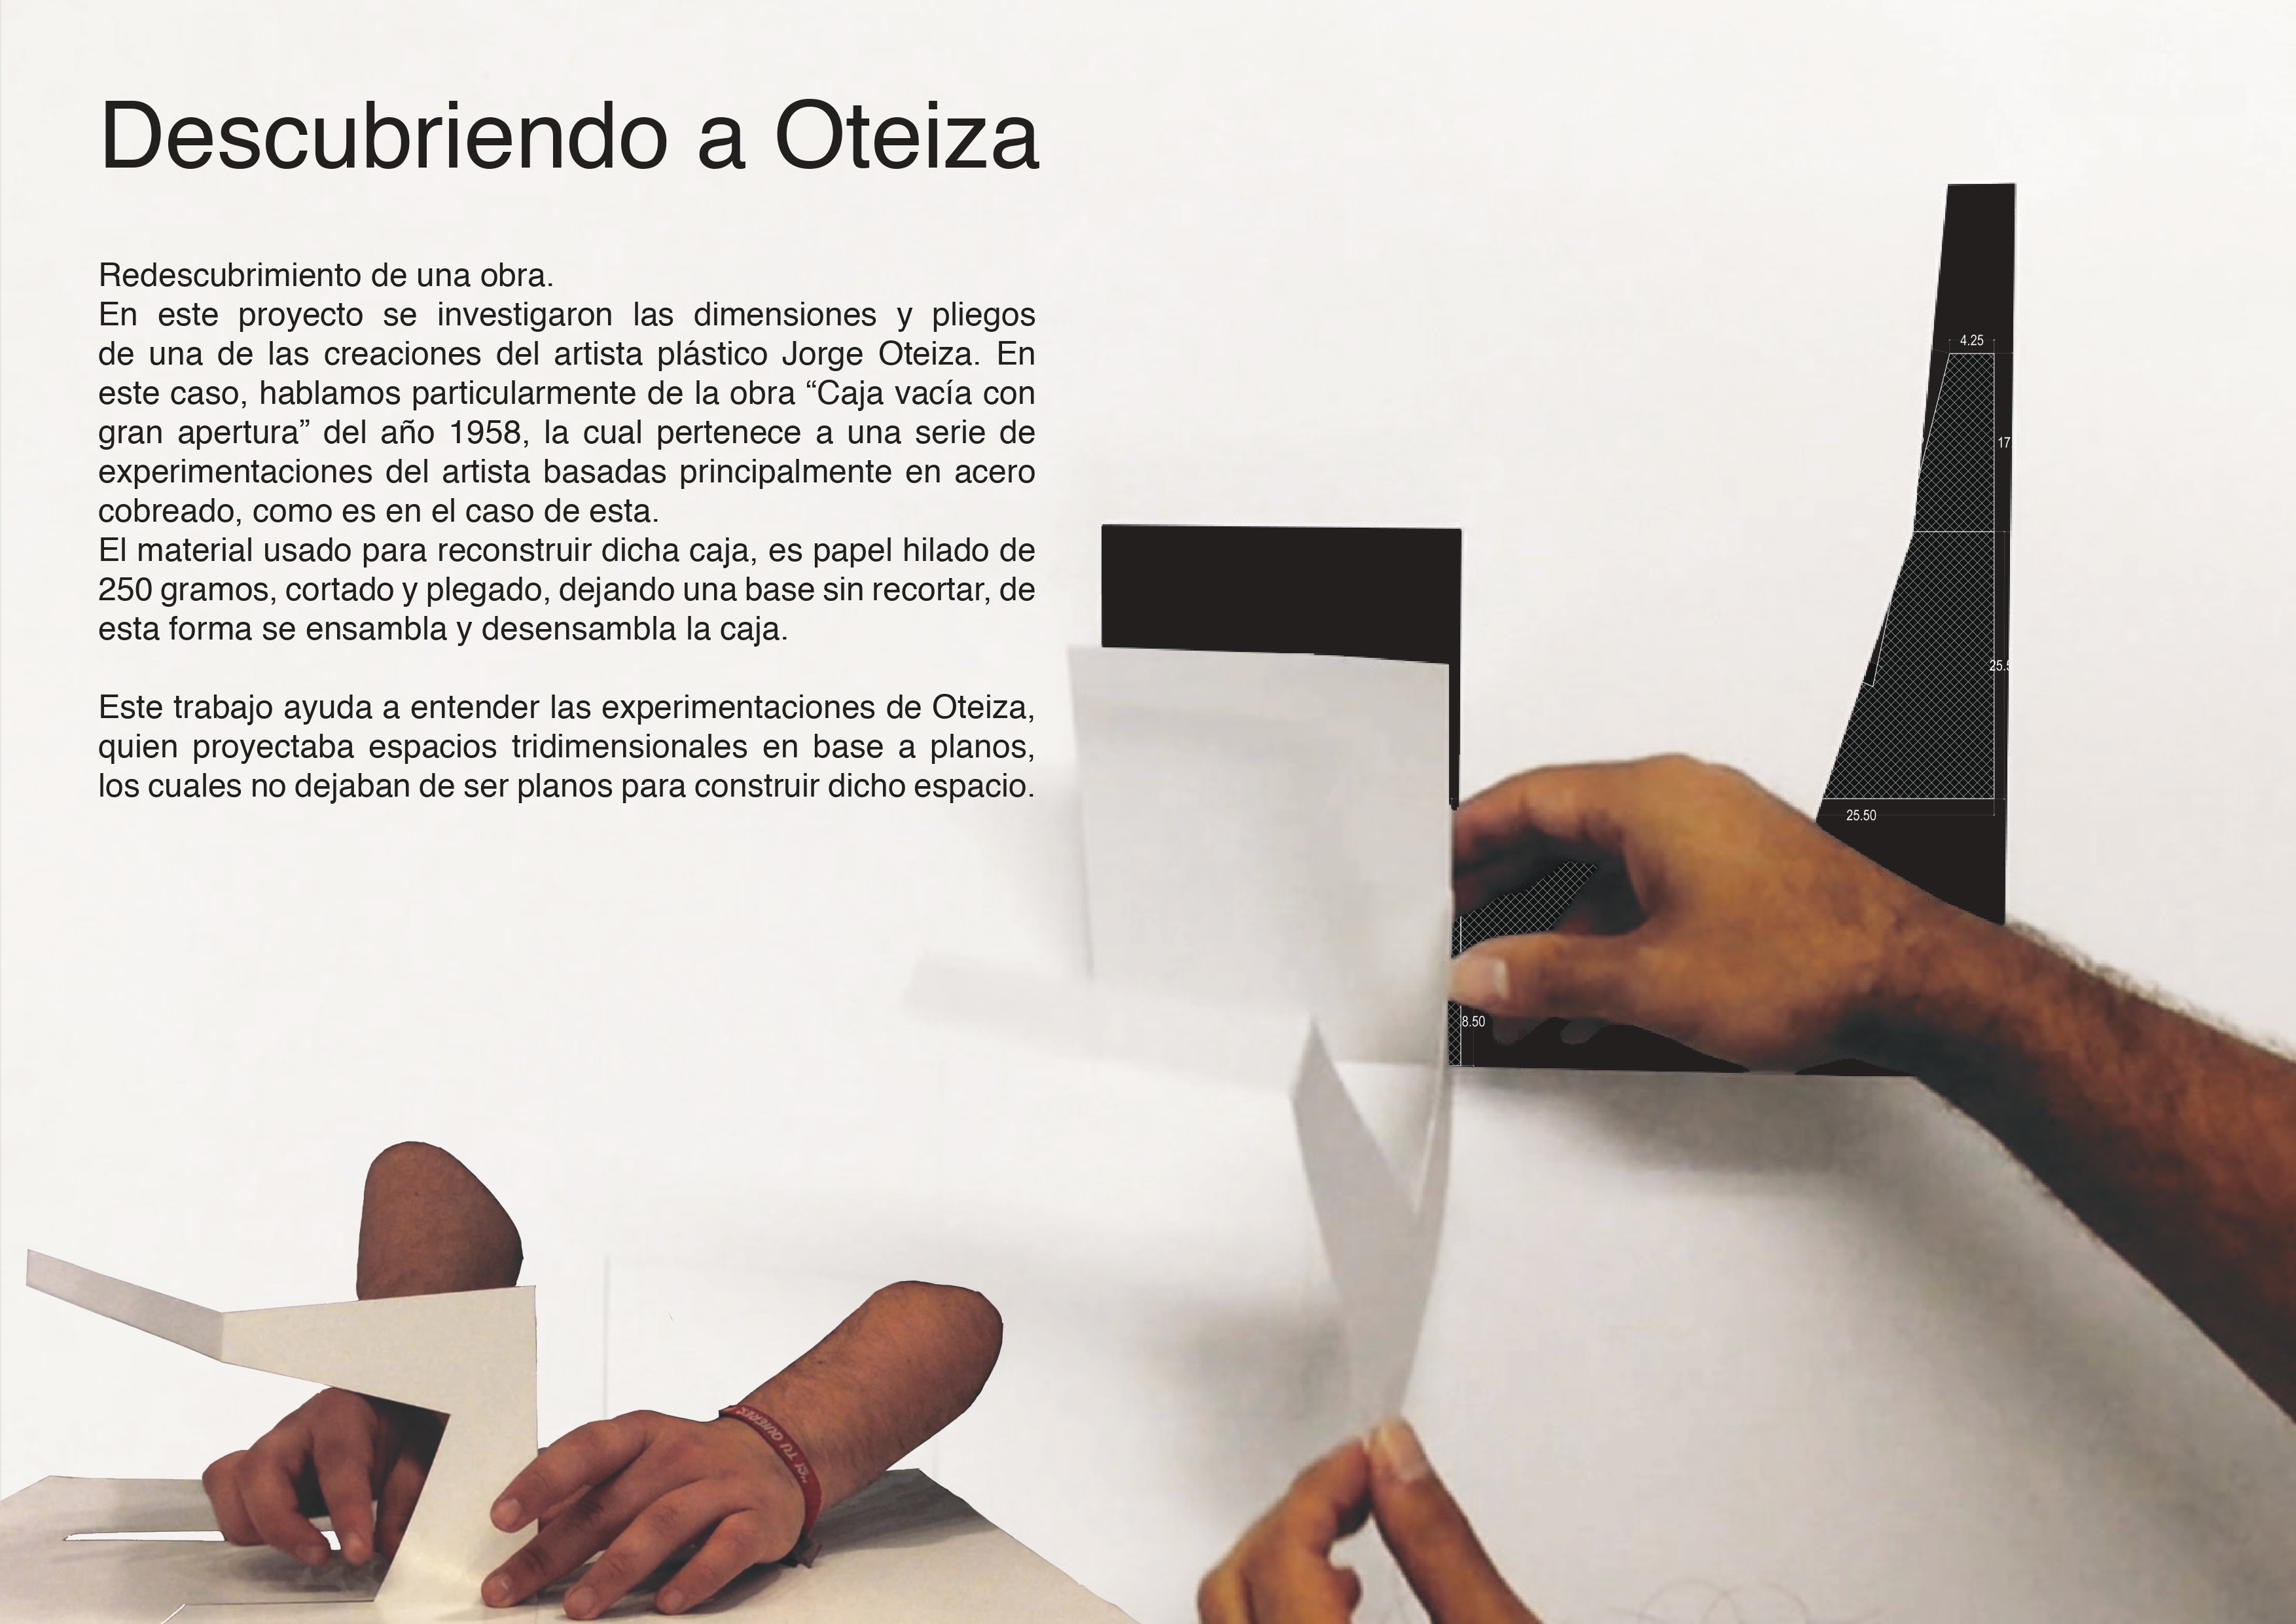 Descubriendo a Oteiza
Redescubrimiento de una obra.
En este proyecto se investigaron las dimensiones y pliegos
de una de las creaciones del artista plástico Jorge Oteiza. En
este caso, hablamos particularmente de la obra “Caja vacía con
gran apertura” del año 1958, la cual pertenece a una serie de
experimentaciones del artista basadas principalmente en acero
cobreado, como es en el caso de esta.
El material usado para reconstruir dicha caja, es papel hilado de
250 gramos, cortado y plegado, dejando una base sin recortar, de
esta forma se ensambla y desensambla la caja.
Este trabajo ayuda a entender las experimentaciones de Oteiza,
quien proyectaba espacios tridimensionales en base a planos,
los cuales no dejaban de ser planos para construir dicho espacio.
4.25
17
25.5
25.50
8.50
"SI TU QUIERES